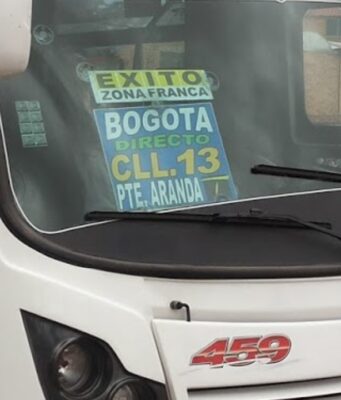 EXITO
ZONA FRANCA
BOGOTA
DIRECTO
CLL. 13
PTE. ARANDA
459